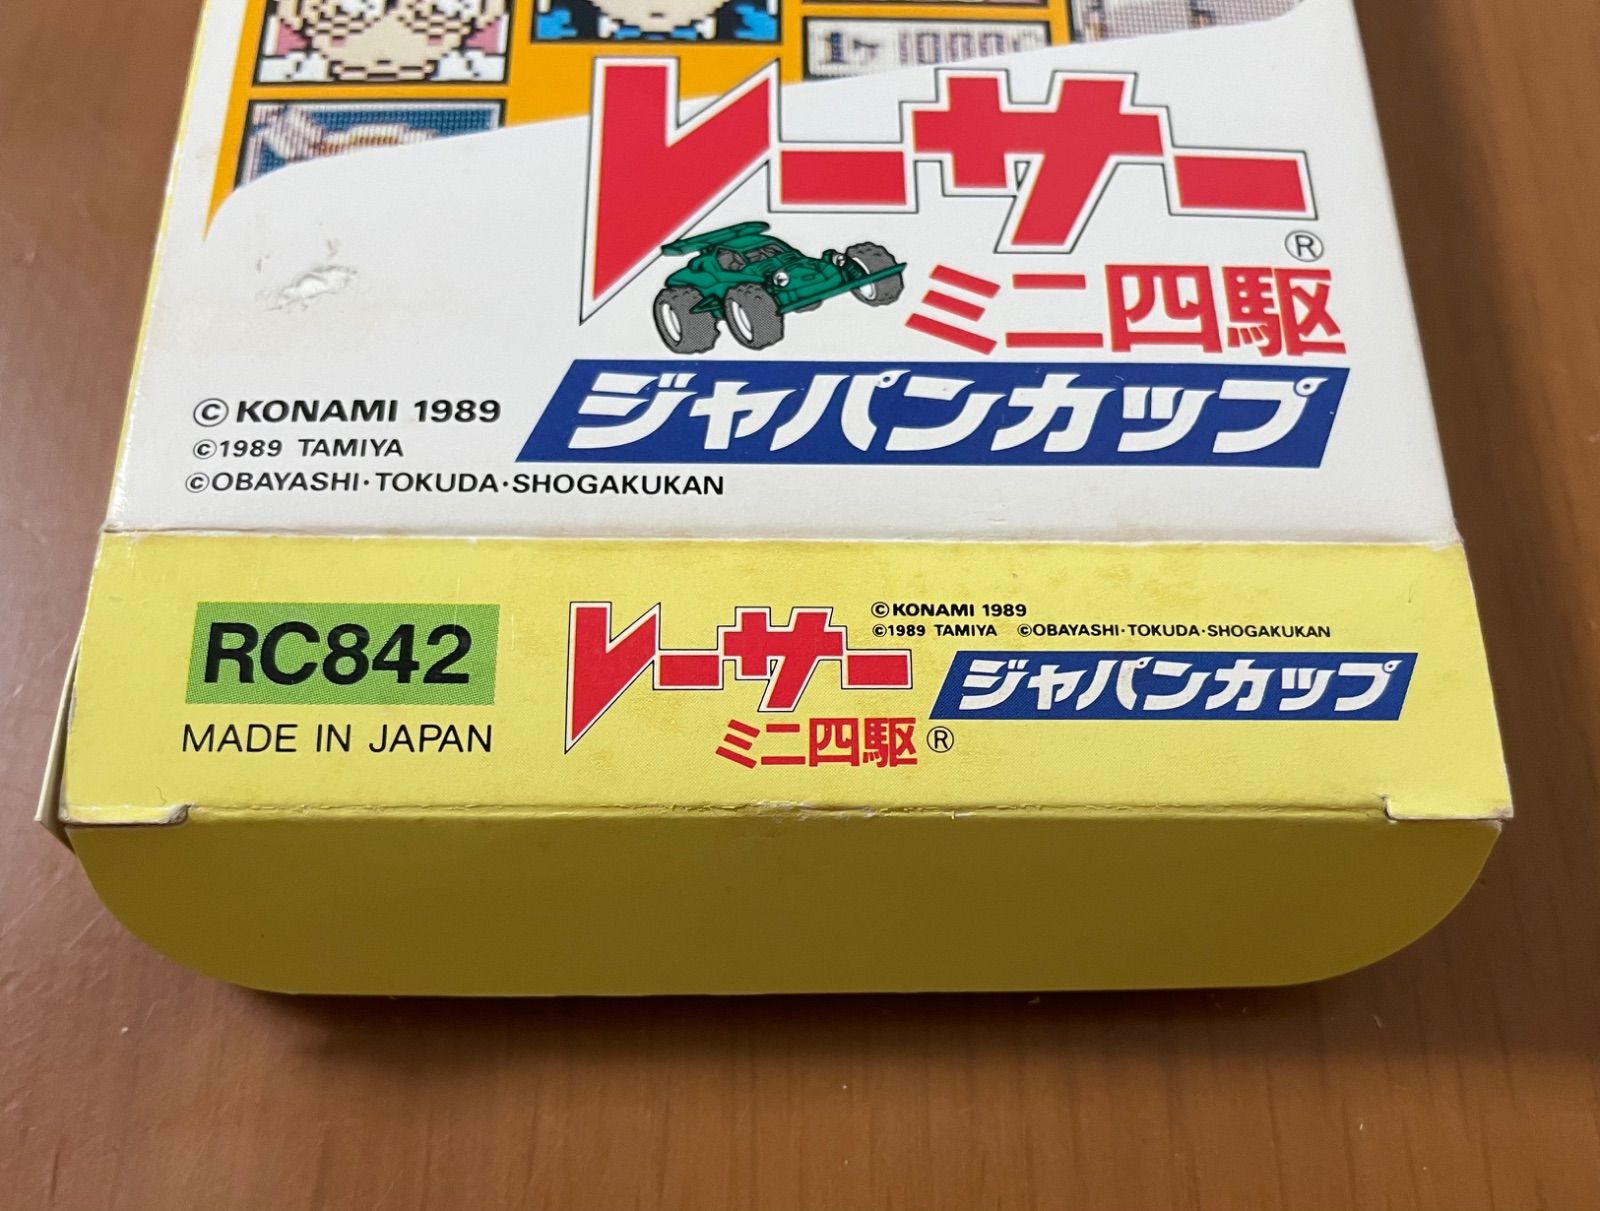 レーサー
®
ミニ四駆
ジャパンカップ
©KONAMI 1989
©1989 TAMIYA
©OBAYASHI·TOKUDA·SHOGAKUKAN
RC842
MADE IN JAPAN
レーサー
ミニ四駆®
©KONAMI 1989
©1989 TAMIYA ©OBAYASHI·TOKUDA·SHOGAKUKAN
ジャパンカップ